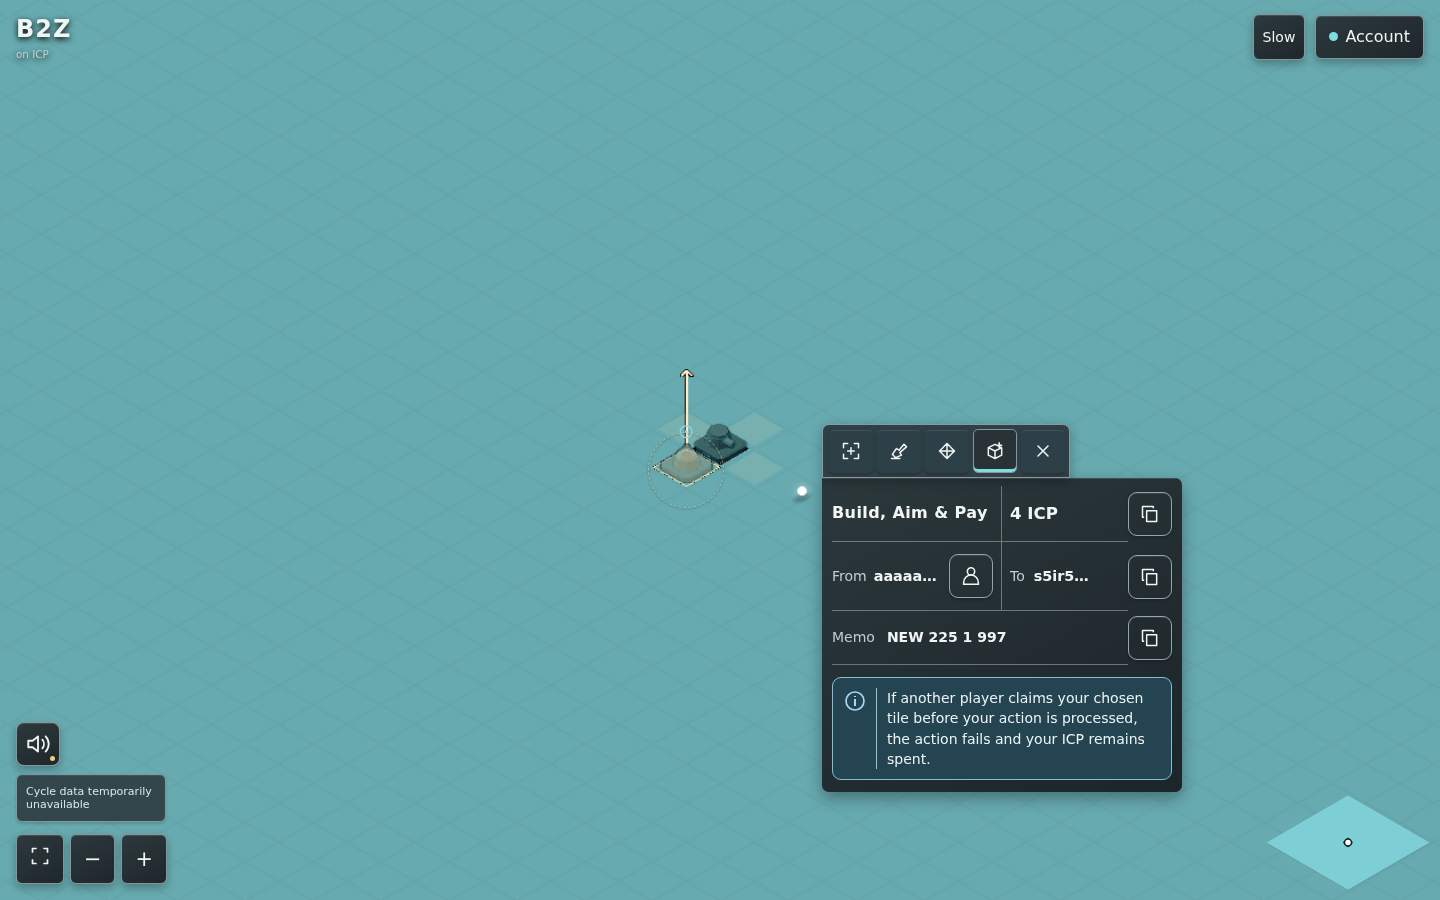 B2Z
on ICP
Slow
Account
Build, Aim & Pay
4 ICP
From aaaaa...
To s5ir5...
Memo NEW 225 1 997
If another player claims your chosen
tile before your action is processed,
the action fails and your ICP remains
spent.
Cycle data temporarily
unavailable